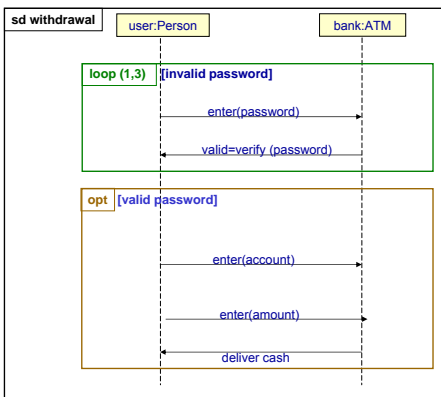 sd withdrawal
user:Person
bank:ATM
loop (1,3) [invalid password]
enter(password)
valid=verify (password)
opt [valid password]
enter(account)
enter(amount)
deliver cash